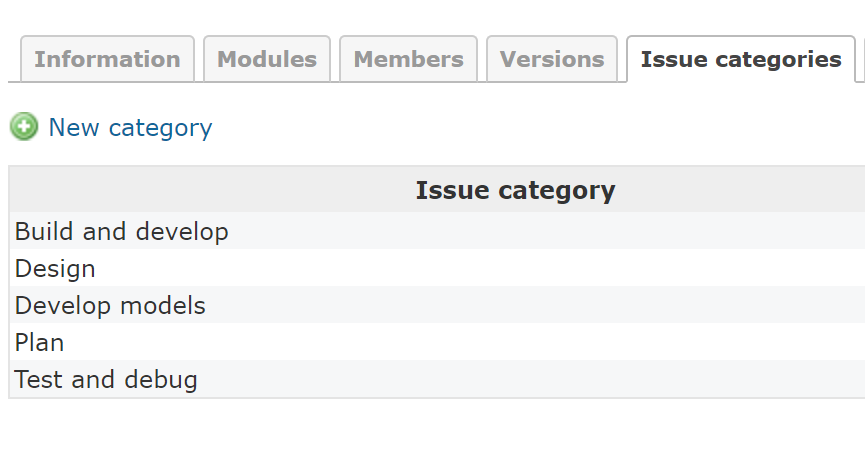 Information Modules Members Versions Issue categories
New category
Issue category
Build and develop
Design
Develop models
Plan
Test and debug